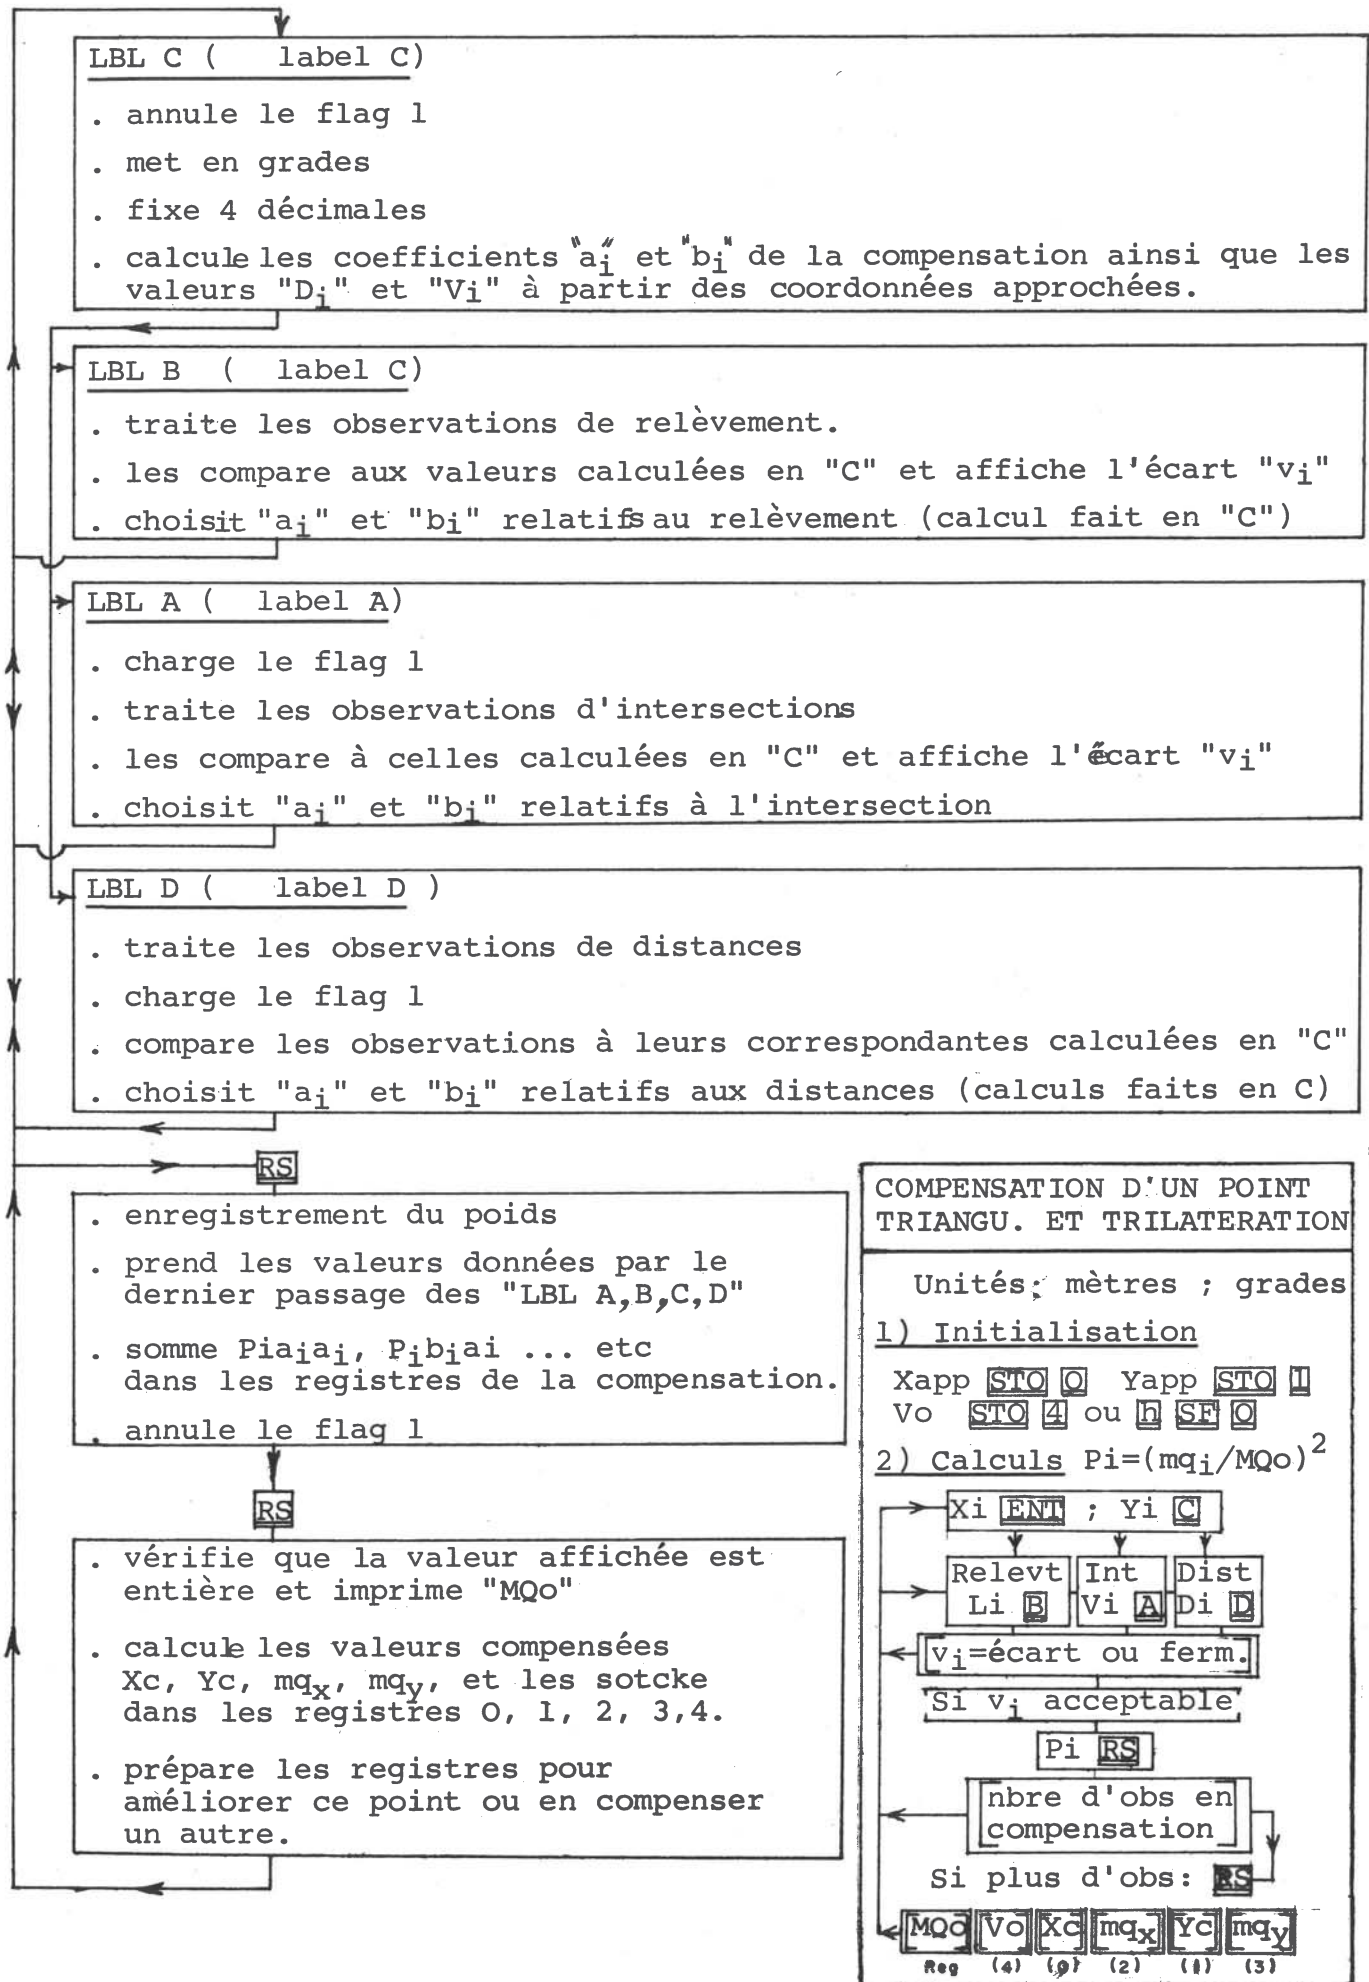 LBL C ( label C)
. annule le flag 1
. met en grades
. fixe 4 décimales
. calcule les coefficients "ai" et "bi" de la compensation ainsi que les
valeurs "Di" et "Vi" à partir des coordonnées approchées.
LBL B ( label C)
. traite les observations de relèvement.
. les compare aux valeurs calculées en "C" et affiche l'écart "vi"
. choisit "ai" et "bi" relatifs au relèvement (calcul fait en "C")
LBL A ( label A)
. charge le flag 1
. traite les observations d'intersections
. les compare à celles calculées en "C" et affiche l'écart "vi"
. choisit "ai" et "bi" relatifs à l'intersection
LBL D ( label D )
. traite les observations de distances
. charge le flag 1
. compare les observations à leurs correspondantes calculées en "C"
. choisit "ai" et "bi" relatifs aux distances (calculs faits en C)
RS
. enregistrement du poids
. prend les valeurs données par le
dernier passage des "LBL A,B,C,D"
. somme Piaiai, Pibiai ... etc
dans les registres de la compensation.
. annule le flag 1
RS
. vérifie que la valeur affichée est
entière et imprime "MQo"
. calcule les valeurs compensées
Xc, Yc, mqx, mqy, et les sotcke
dans les registres O, 1, 2, 3,4.
. prépare les registres pour
améliorer ce point ou en compenser
un autre.
COMPENSATION D'UN POINT
TRIANGU. ET TRILATERATION
Unités: mètres ; grades
1) Initialisation
Xapp STO O Yapp STO 1
Vo STO 4 ou h SF O
2) Calculs Pi=(mqi/MQo)²
Xi ENT ; Yi C
Relevt Int Dist
Li B Vi A Di D
vi=écart ou ferm.
Si vi acceptable
Pi RS
nbre d'obs en
compensation
Si plus d'obs: RS
MQo Vo Xc mqx Yc mqy
Reg (4) (0) (2) (1) (3)